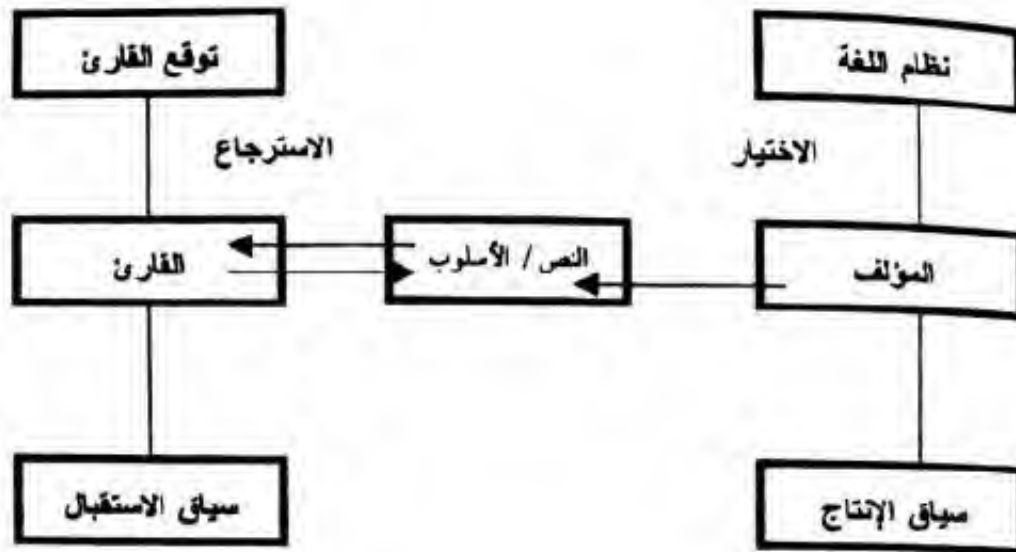 نظام اللغة
توقع القارئ
الاختيار
الاسترجاع
المؤلف
النص / الأسلوب
القارئ
سياق الإنتاج
سياق الاستقبال